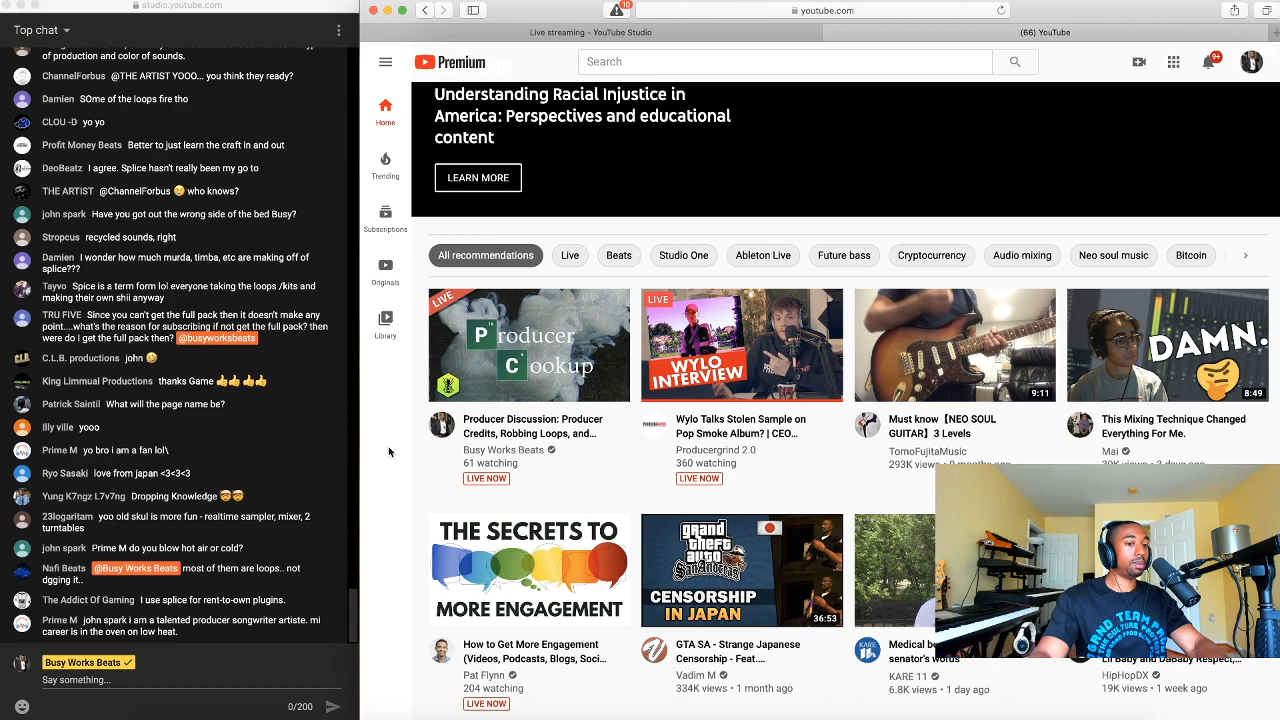 studio.youtube.com
Top chat
of production and color of sounds.
ChannelForbus @THE ARTIST YOOO... you think they ready?
Damien SOme of the loops fire tho
CLOU -D yo yo
Profit Money Beats Better to just learn the craft in and out
DeoBeatz I agree. Splice hasn't really been my go to
THE ARTIST @ChannelForbus 😢 who knows?
john spark Have you got out the wrong side of the bed Busy?
Stropcus recycled sounds, right
Damien I wonder how much murda, timba, etc are making off of
splice???
Tayvo Spice is a term form lol everyone taking the loops /kits and
making their own shii anyway
TRU FIVE Since you can't get the full pack then it doesn't make any
point....what's the reason for subscribing if not get the full pack? then
were do I get the full pack then? @busyworksbeats
C.L.B. productions john 🤣
King Limmual Productions thanks Game 👍👍👍👍
Patrick Saintil What will the page name be?
Illy ville yooo
Prime M yo bro i am a fan lol\
Ryo Sasaki love from japan <3<3<3
Yung K7ngz L7v7ng Dropping Knowledge 🤯🤯
23logaritam yoo old skul is more fun - realtime sampler, mixer, 2
turntables
john spark Prime M do you blow hot air or cold?
Nafi Beats @Busy Works Beats most of them are loops.. not
dgging it..
The Addict Of Gaming I use splice for rent-to-own plugins.
Prime M john spark i am a talented producer songwriter artiste. mi
career is in the oven on low heat.
Busy Works Beats
Say something...
0/200
10
youtube.com
Live streaming - YouTube Studio
(66) YouTube
Premium
Search
9+
Home
Trending
Subscriptions
Originals
Library
Understanding Racial Injustice in
America: Perspectives and educational
content
LEARN MORE
All recommendations
Live
Beats
Studio One
Ableton Live
Future bass
Cryptocurrency
Audio mixing
Neo soul music
Bitcoin
LIVE
Producer
Cookup
LIVE
WYLO
INTERVIEW
9:11
DAMN.
8:49
Producer Discussion: Producer
Credits, Robbing Loops, and...
Busy Works Beats
61 watching
LIVE NOW
Wylo Talks Stolen Sample on
Pop Smoke Album? | CEO...
Producergrind 2.0
360 watching
LIVE NOW
Must know【NEO SOUL
GUITAR】3 Levels
TomoFujitaMusic
293K views
This Mixing Technique Changed
Everything For Me.
Mai
THE SECRETS TO
MORE ENGAGEMENT
grand
theft
auto
CENSORSHIP
IN JAPAN
36:53
How to Get More Engagement
(Videos, Podcasts, Blogs, Soci...
Pat Flynn
204 watching
LIVE NOW
GTA SA - Strange Japanese
Censorship - Feat....
Vadim M
334K views • 1 month ago
KARE
Medical
senator's words
KARE 11
6.8K views • 1 day ago
Lil Baby and DaBaby Respect,...
HipHopDX
19K views • 1 week ago